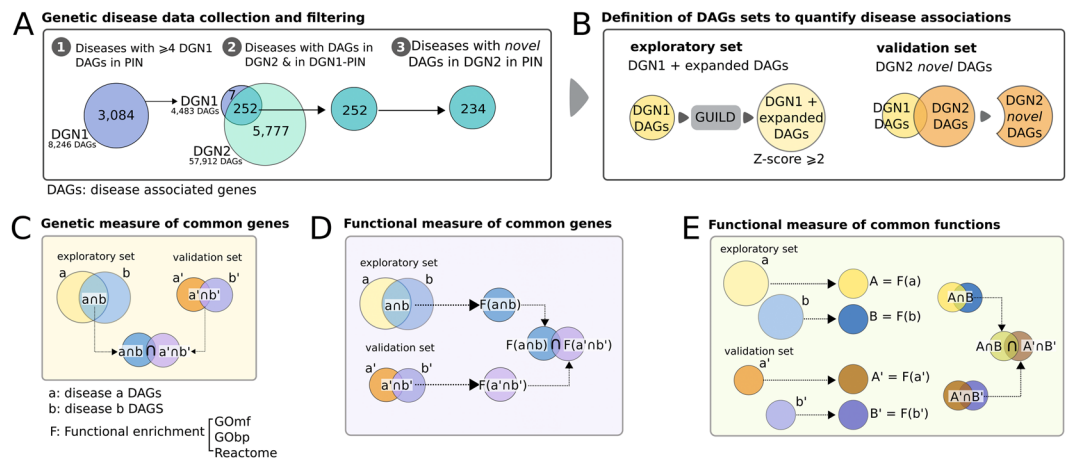 A Genetic disease data collection and filtering
1 Diseases with ⩾4 DGN1
DAGs in PIN
2 Diseases with DAGs in
DGN2 & in DGN1-PIN
3 Diseases with novel
DAGs in DGN2 in PIN
3,084
DGN1
8,246 DAGs
DGN1
4,483 DAGs
7
252
5,777
DGN2
57,912 DAGs
252
234
DAGs: disease associated genes
B Definition of DAGs sets to quantify disease associations
exploratory set
DGN1 + expanded DAGs
DGN1
DAGs
GUILD
DGN1 +
expanded
DAGs
Z-score ⩾2
validation set
DGN2 novel DAGs
DGN1
DAGs
DGN2
DAGs
DGN2
novel
DAGs
C Genetic measure of common genes
exploratory set
a
b
a∩b
validation set
a'
b'
a'∩b'
a∩b ∩ a'∩b'
a: disease a DAGs
b: disease b DAGS
F: Functional enrichment
GOmf
GObp
Reactome
D Functional measure of common genes
exploratory set
a
b
a∩b
F(a∩b)
F(a∩b) ∩ F(a'∩b')
validation set
a'
b'
a'∩b'
F(a'∩b')
E Functional measure of common functions
exploratory set
a
A = F(a)
b
B = F(b)
validation set
a'
A' = F(a')
b'
B' = F(b')
A∩B
A∩B ∩ A'∩B'
A'∩B'